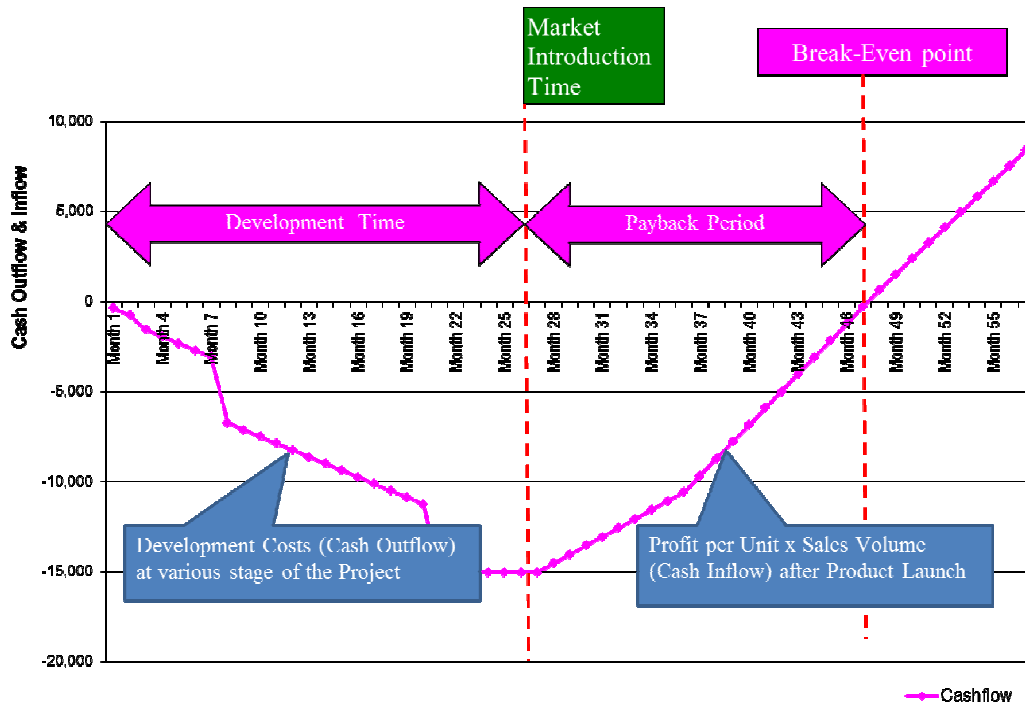 Market
Introduction
Time
Break-Even point
10,000
5,000
0
-5,000
-10,000
-15,000
-20,000
Cash Outflow & Inflow
Development Time
Payback Period
Month 1
Month 4
Month 7
Month 10
Month 13
Month 16
Month 19
Month 22
Month 25
Month 28
Month 31
Month 34
Month 37
Month 40
Month 43
Month 46
Month 49
Month 52
Month 55
Development Costs (Cash Outflow)
at various stage of the Project
Profit per Unit x Sales Volume
(Cash Inflow) after Product Launch
Cashflow